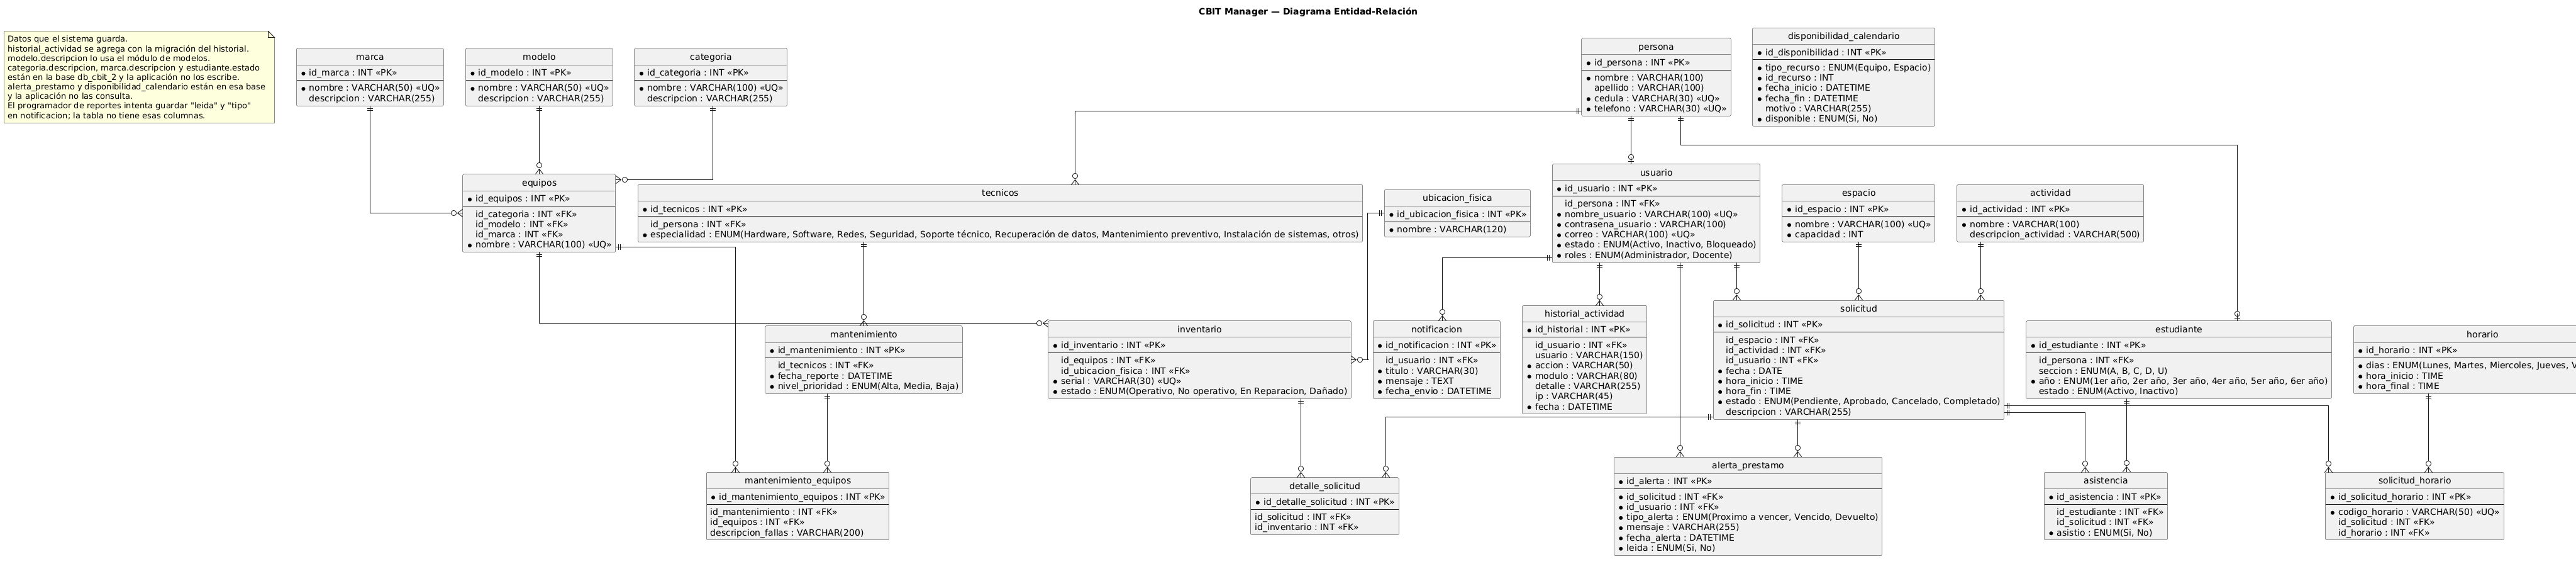 CBIT Manager — Diagrama Entidad-Relación
Datos que el sistema guarda.
historial_actividad se agrega con la migración del historial.
modelo.descripcion lo usa el módulo de modelos.
categoria.descripcion, marca.descripcion y estudiante.estado
están en la base db_cbit_2 y la aplicación no los escribe.
alerta_prestamo y disponibilidad_calendario están en esa base
y la aplicación no las consulta.
El programador de reportes intenta guardar "leida" y "tipo"
en notificacion; la tabla no tiene esas columnas.
marca
id_marca : INT «PK»
nombre : VARCHAR(50) «UQ»
descripcion : VARCHAR(255)
modelo
id_modelo : INT «PK»
nombre : VARCHAR(50) «UQ»
descripcion : VARCHAR(255)
categoria
id_categoria : INT «PK»
nombre : VARCHAR(100) «UQ»
descripcion : VARCHAR(255)
persona
id_persona : INT «PK»
nombre : VARCHAR(100)
apellido : VARCHAR(100)
cedula : VARCHAR(30) «UQ»
telefono : VARCHAR(30) «UQ»
disponibilidad_calendario
id_disponibilidad : INT «PK»
tipo_recurso : ENUM(Equipo, Espacio)
id_recurso : INT
fecha_inicio : DATETIME
fecha_fin : DATETIME
motivo : VARCHAR(255)
disponible : ENUM(Si, No)
equipos
id_equipos : INT «PK»
id_categoria : INT «FK»
id_modelo : INT «FK»
id_marca : INT «FK»
nombre : VARCHAR(100) «UQ»
tecnicos
id_tecnicos : INT «PK»
id_persona : INT «FK»
especialidad : ENUM(Hardware, Software, Redes, Seguridad, Soporte técnico, Recuperación de datos, Mantenimiento preventivo, Instalación de sistemas, otros)
ubicacion_fisica
id_ubicacion_fisica : INT «PK»
nombre : VARCHAR(120)
usuario
id_usuario : INT «PK»
id_persona : INT «FK»
nombre_usuario : VARCHAR(100) «UQ»
contrasena_usuario : VARCHAR(100)
correo : VARCHAR(100) «UQ»
estado : ENUM(Activo, Inactivo, Bloqueado)
roles : ENUM(Administrador, Docente)
espacio
id_espacio : INT «PK»
nombre : VARCHAR(100) «UQ»
capacidad : INT
actividad
id_actividad : INT «PK»
nombre : VARCHAR(100)
descripcion_actividad : VARCHAR(500)
mantenimiento
id_mantenimiento : INT «PK»
id_tecnicos : INT «FK»
fecha_reporte : DATETIME
nivel_prioridad : ENUM(Alta, Media, Baja)
inventario
id_inventario : INT «PK»
id_equipos : INT «FK»
id_ubicacion_fisica : INT «FK»
serial : VARCHAR(30) «UQ»
estado : ENUM(Operativo, No operativo, En Reparacion, Dañado)
notificacion
id_notificacion : INT «PK»
id_usuario : INT «FK»
titulo : VARCHAR(30)
mensaje : TEXT
fecha_envio : DATETIME
historial_actividad
id_historial : INT «PK»
id_usuario : INT «FK»
usuario : VARCHAR(150)
accion : VARCHAR(50)
modulo : VARCHAR(80)
detalle : VARCHAR(255)
ip : VARCHAR(45)
fecha : DATETIME
solicitud
id_solicitud : INT «PK»
id_espacio : INT «FK»
id_actividad : INT «FK»
id_usuario : INT «FK»
fecha : DATE
hora_inicio : TIME
hora_fin : TIME
estado : ENUM(Pendiente, Aprobado, Cancelado, Completado)
descripcion : VARCHAR(255)
estudiante
id_estudiante : INT «PK»
id_persona : INT «FK»
seccion : ENUM(A, B, C, D, U)
año : ENUM(1er año, 2er año, 3er año, 4er año, 5er año, 6er año)
estado : ENUM(Activo, Inactivo)
horario
id_horario : INT «PK»
dias : ENUM(Lunes, Martes, Miercoles, Jueves, V
hora_inicio : TIME
hora_final : TIME
mantenimiento_equipos
id_mantenimiento_equipos : INT «PK»
id_mantenimiento : INT «FK»
id_equipos : INT «FK»
descripcion_fallas : VARCHAR(200)
detalle_solicitud
id_detalle_solicitud : INT «PK»
id_solicitud : INT «FK»
id_inventario : INT «FK»
alerta_prestamo
id_alerta : INT «PK»
id_solicitud : INT «FK»
id_usuario : INT «FK»
tipo_alerta : ENUM(Proximo a vencer, Vencido, Devuelto)
mensaje : VARCHAR(255)
fecha_alerta : DATETIME
leida : ENUM(Si, No)
asistencia
id_asistencia : INT «PK»
id_estudiante : INT «FK»
id_solicitud : INT «FK»
asistio : ENUM(Si, No)
solicitud_horario
id_solicitud_horario : INT «PK»
codigo_horario : VARCHAR(50) «UQ»
id_solicitud : INT «FK»
id_horario : INT «FK»